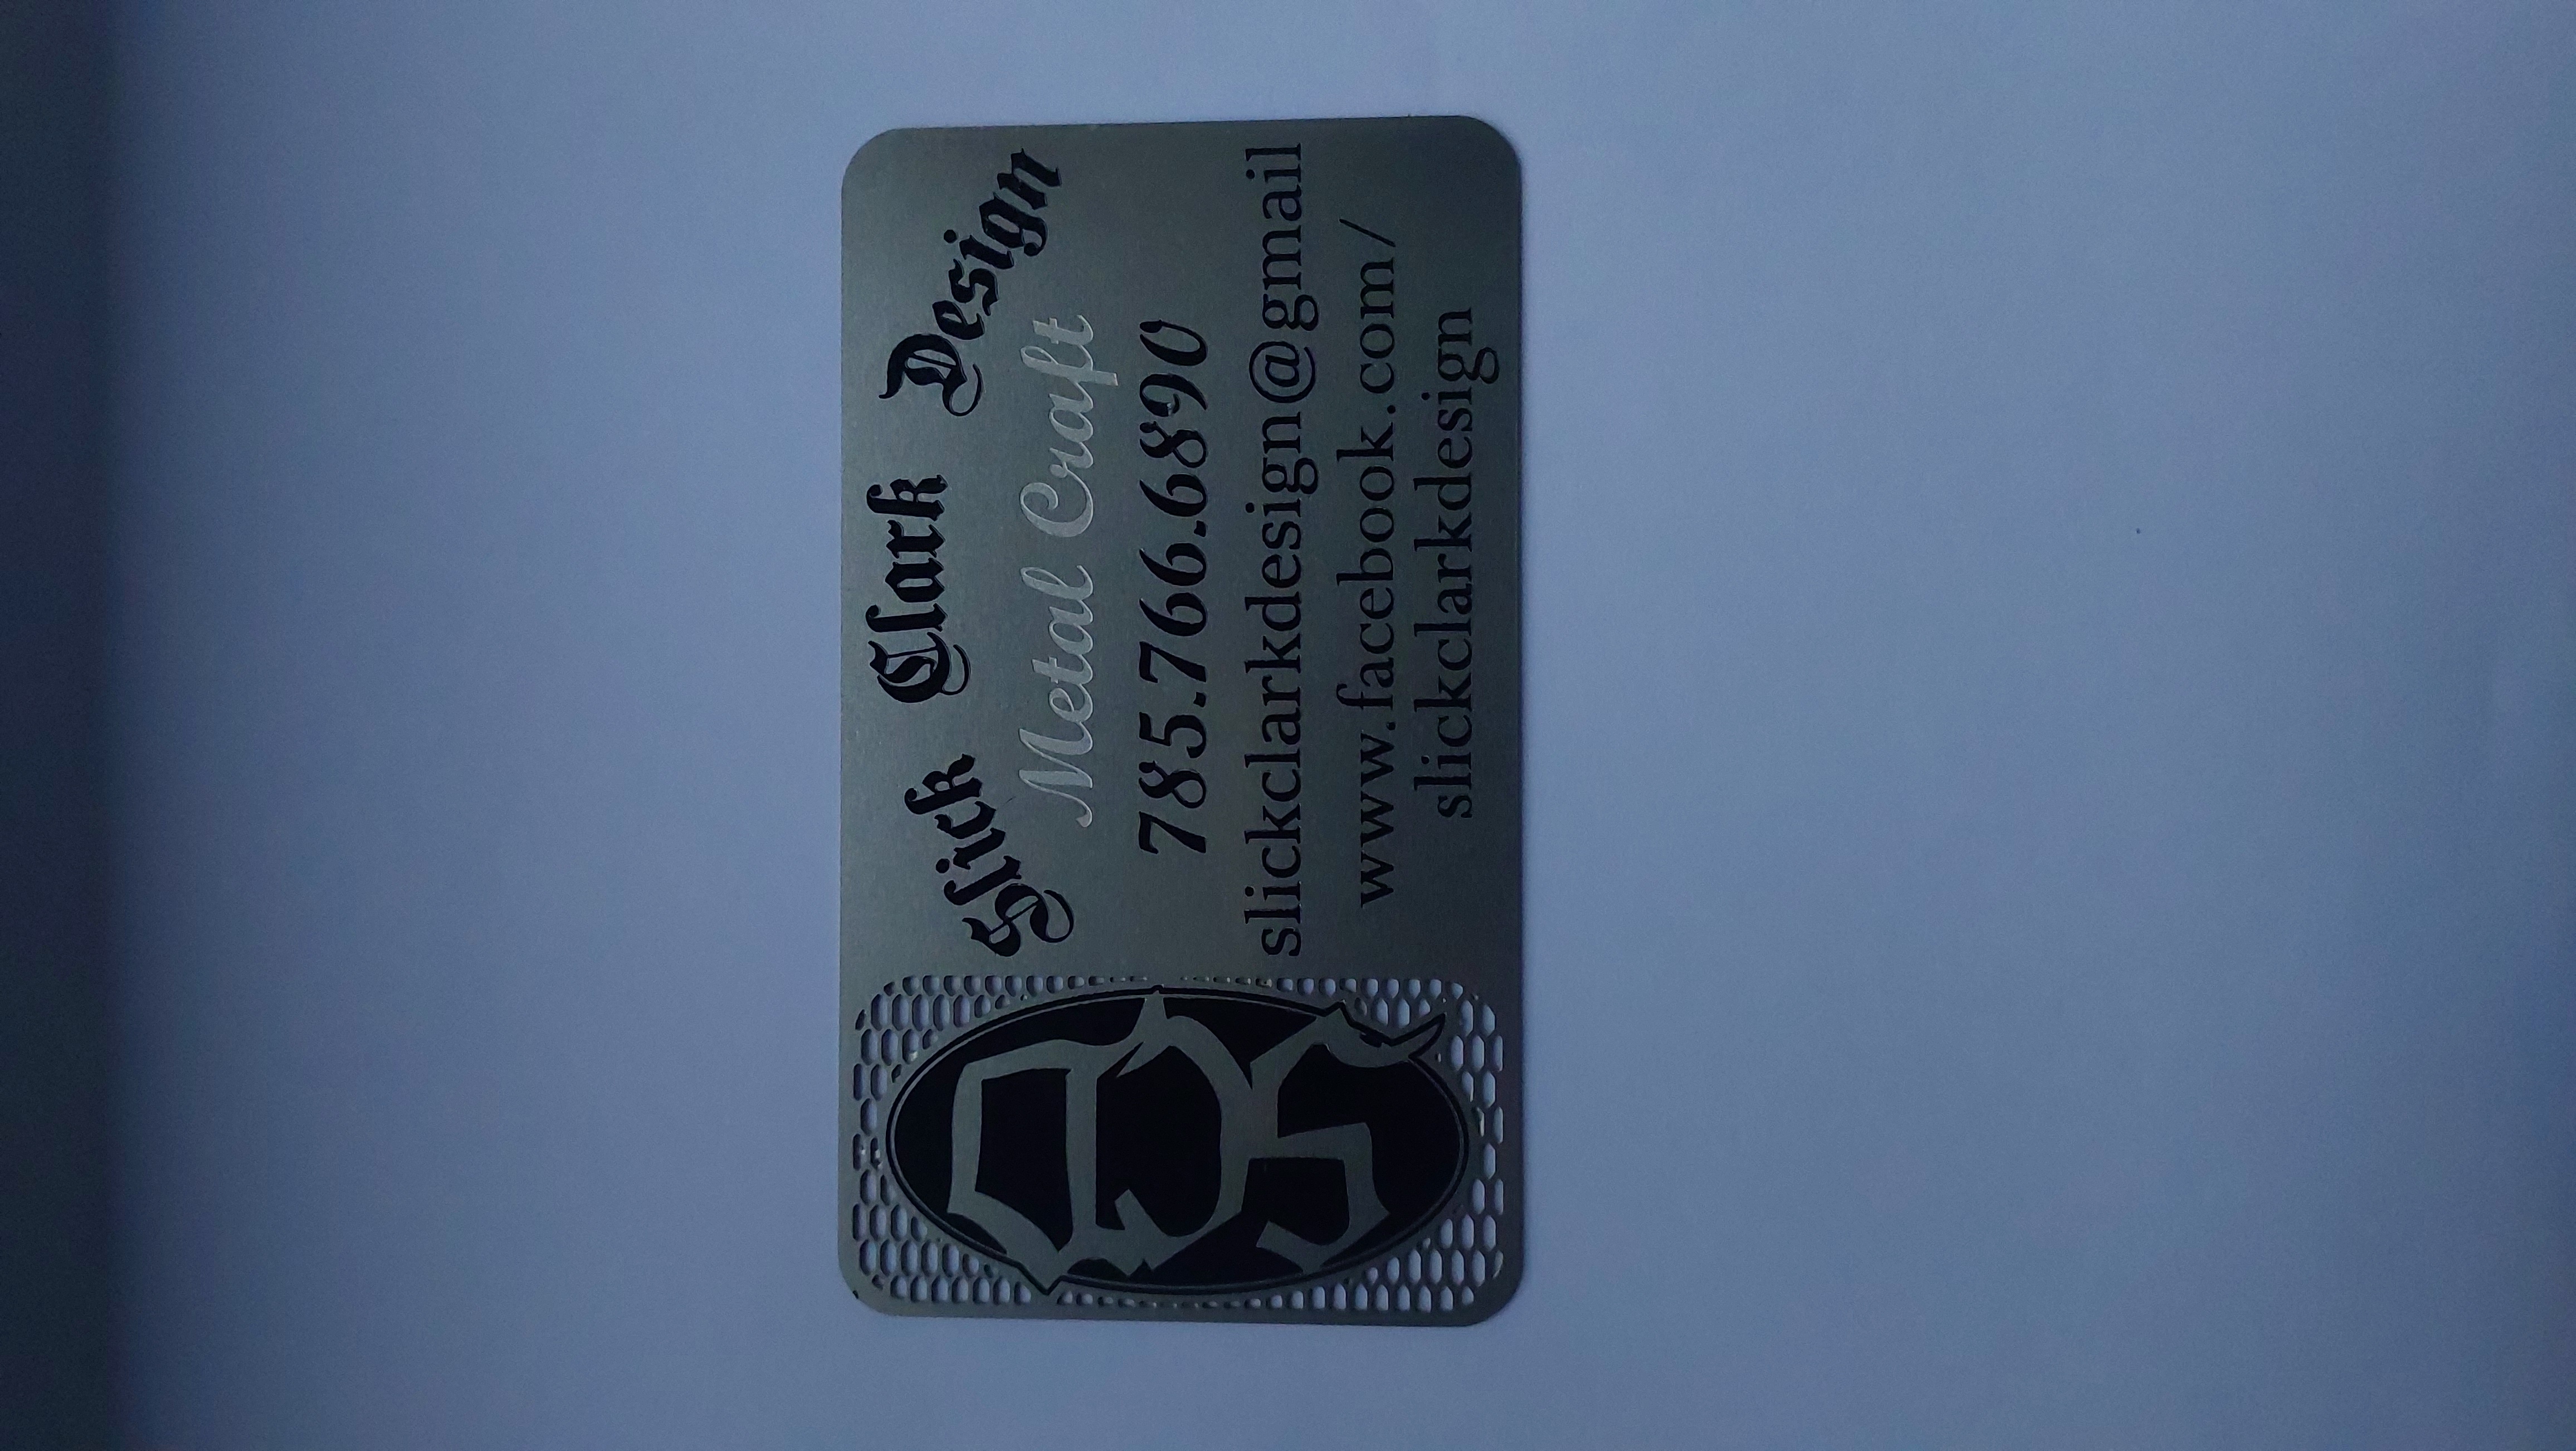 Slick Clark Design
Metal Craft
785.766.6890
slickclarkdesign@gmail
www.facebook.com/
slickclarkdesign